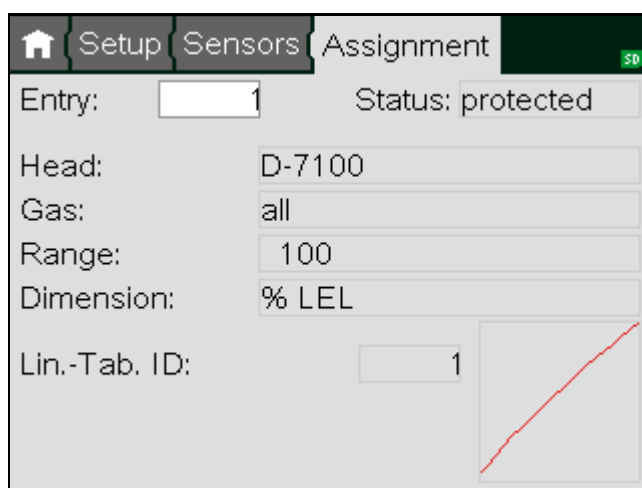 Setup Sensors Assignment SD
Entry: 1 Status: protected
Head: D-7100
Gas: all
Range: 100
Dimension: % LEL
Lin.-Tab. ID: 1